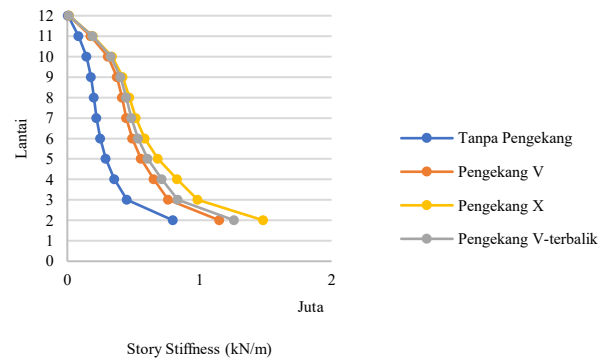 12
11
10
9
8
7
6
5
4
3
2
1
0
Lantai
0 1 2
Juta
Story Stiffness (kN/m)
Tanpa Pengekang
Pengekang V
Pengekang X
Pengekang V-terbalik